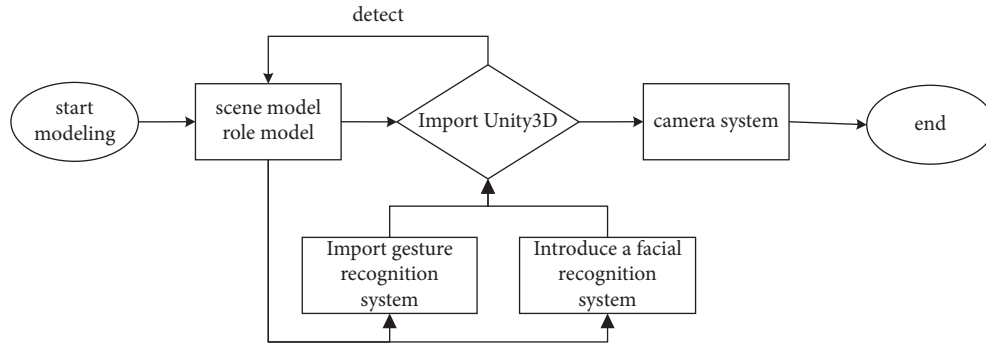 detect
start
modeling
scene model
role model
Import Unity3D
camera system
end
Import gesture
recognition
system
Introduce a facial
recognition
system